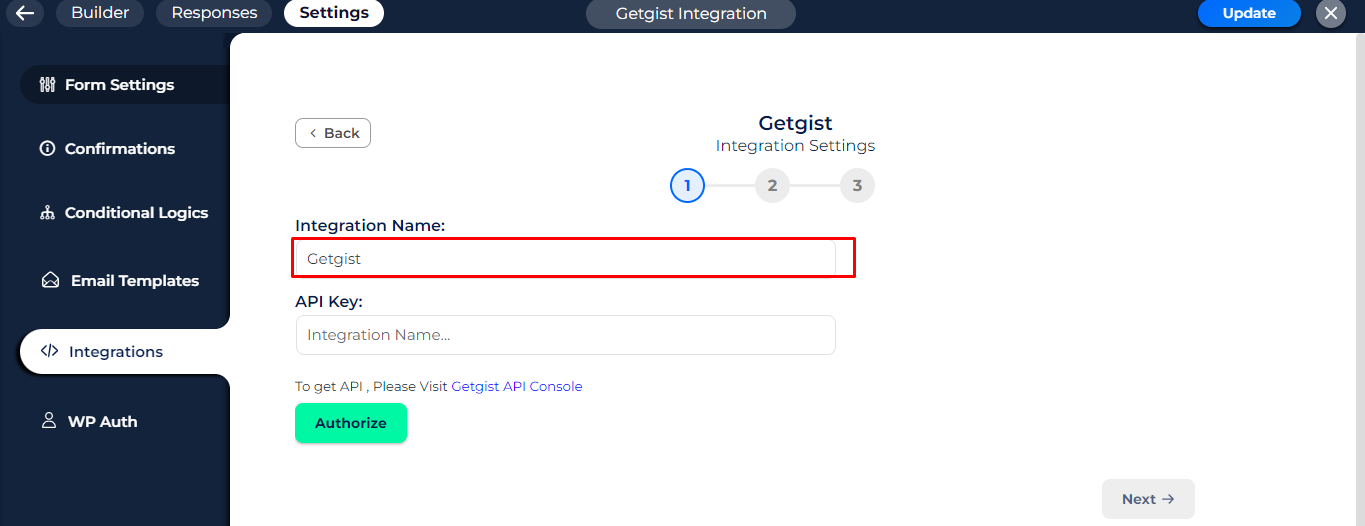 Builder Responses Settings Getgist Integration Update
Form Settings
Confirmations
Conditional Logics
Email Templates
Integrations
WP Auth
Back
Getgist
Integration Settings
1 2 3
Integration Name:
Getgist
API Key:
Integration Name...
To get API , Please Visit Getgist API Console
Authorize
Next